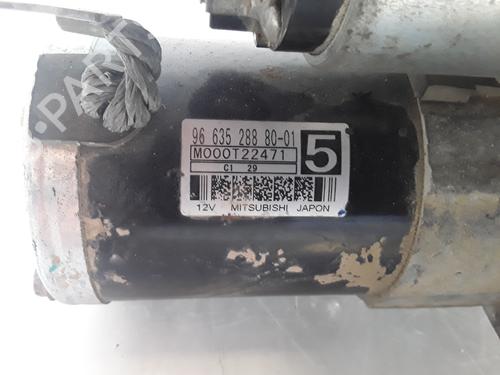 96 635 288 80-01
M000T22471
5
C1 29
12V MITSUBISHI JAPON